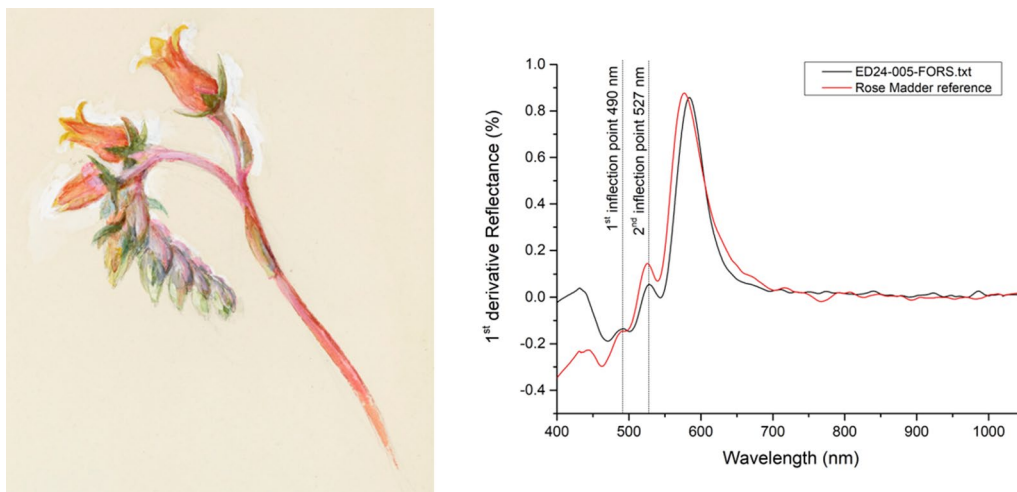 1.0
0.8
0.6
0.4
0.2
0.0
-0.2
-0.4
1st derivative Reflectance (%)
1st inflection point 490 nm
2nd inflection point 527 nm
ED24-005-FORS.txt
Rose Madder reference
400 500 600 700 800 900 1000
Wavelength (nm)